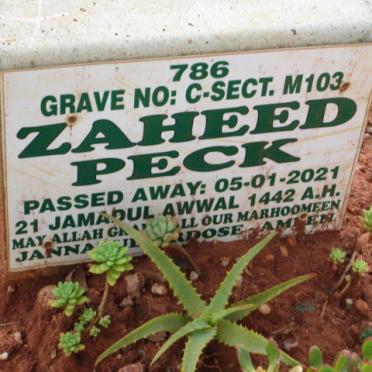 786
GRAVE NO: C-SECT. M103
ZAHEED
PECK
PASSED AWAY: 05-01-2021
21 JAMADUL AWWAL 1442 A.H.
MAY ALLAH ALL OUR MARHOOMEEN